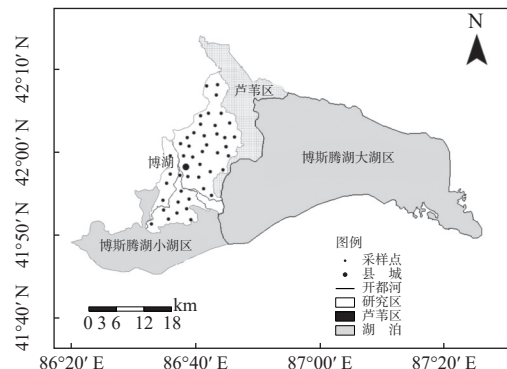 N
42°10′ N
42°00′ N
41°50′ N
41°40′ N
芦苇区
博湖
博斯腾湖大湖区
博斯腾湖小湖区
图例
采样点
县 城
开都河
研究区
芦苇区
湖 泊
km
0 3 6 12 18
86°20′ E 86°40′ E 87°00′ E 87°20′ E